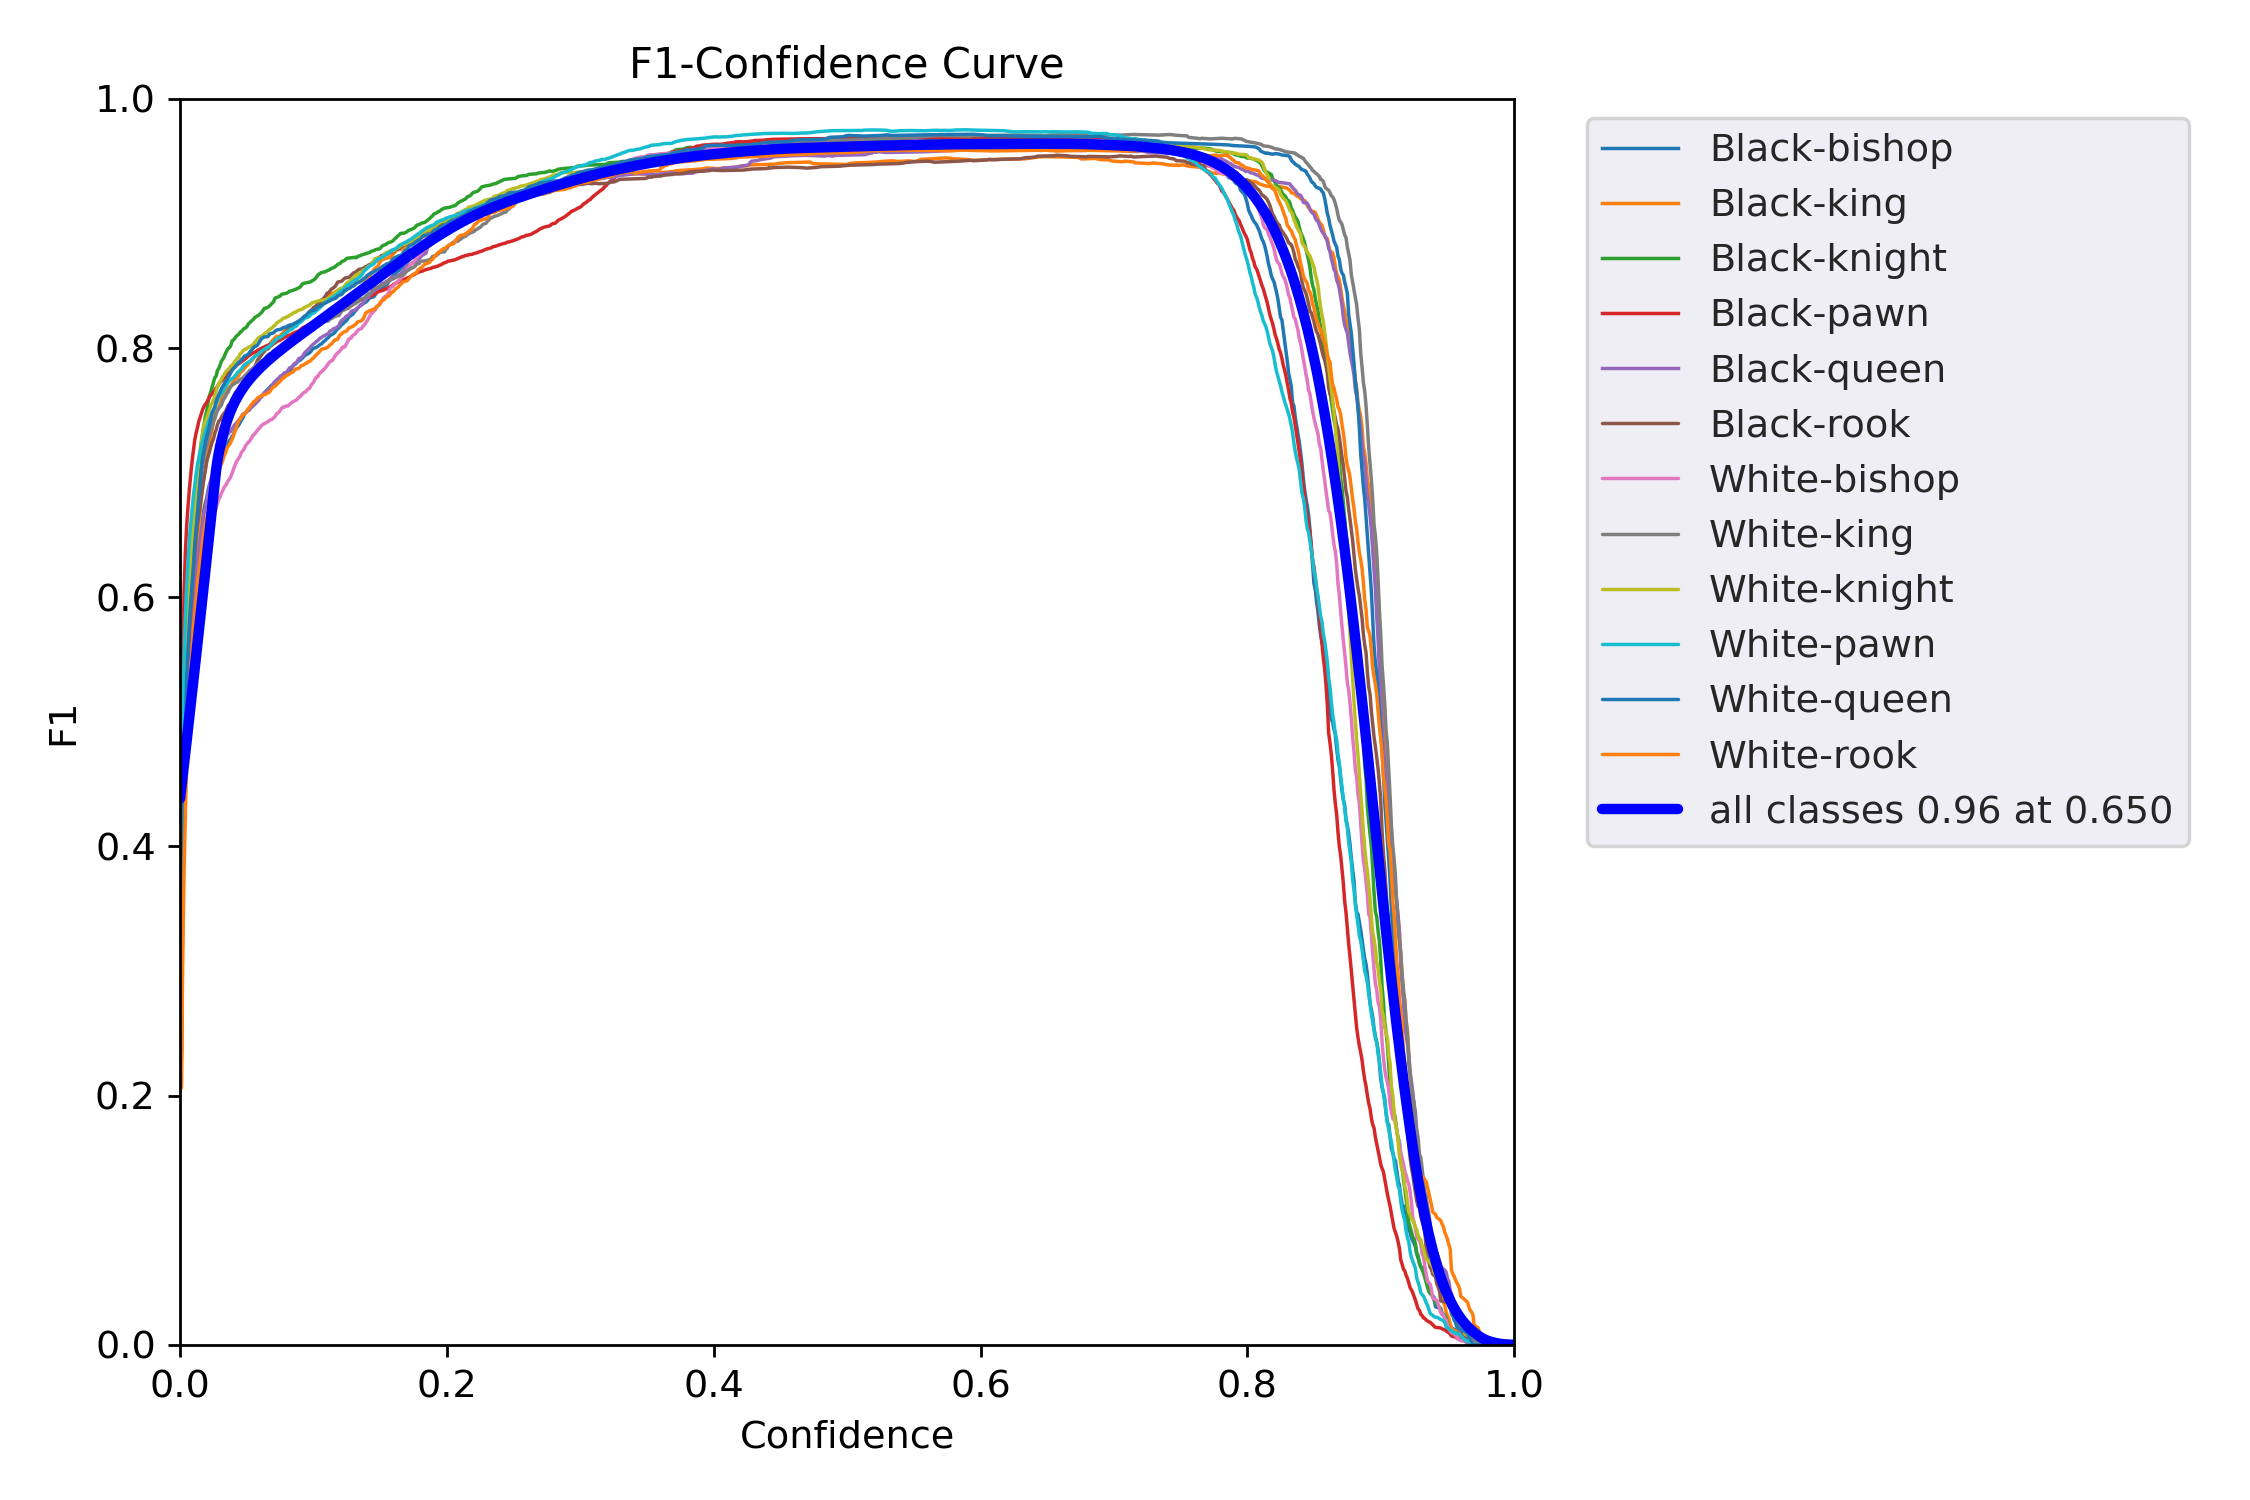 F1-Confidence Curve
1.0
0.8
0.6
0.4
0.2
0.0
F1
0.0 0.2 0.4 0.6 0.8 1.0
Confidence
Black-bishop
Black-king
Black-knight
Black-pawn
Black-queen
Black-rook
White-bishop
White-king
White-knight
White-pawn
White-queen
White-rook
all classes 0.96 at 0.650